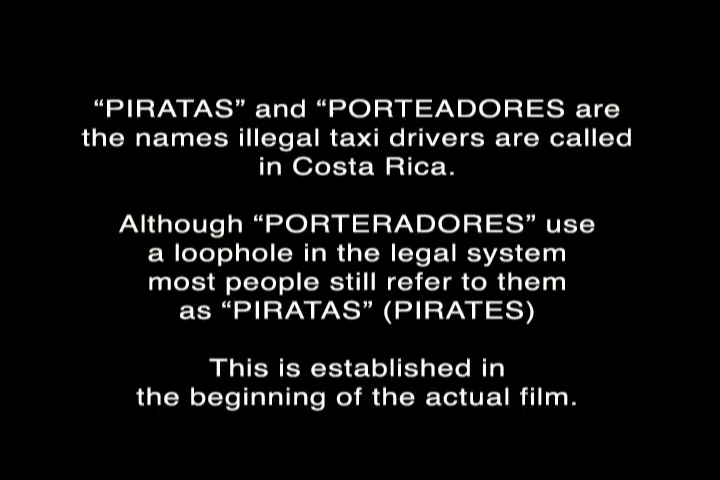 “PIRATAS” and “PORTEADORES are
the names illegal taxi drivers are called
in Costa Rica.
Although “PORTERADORES” use
a loophole in the legal system
most people still refer to them
as “PIRATAS” (PIRATES)
This is established in
the beginning of the actual film.